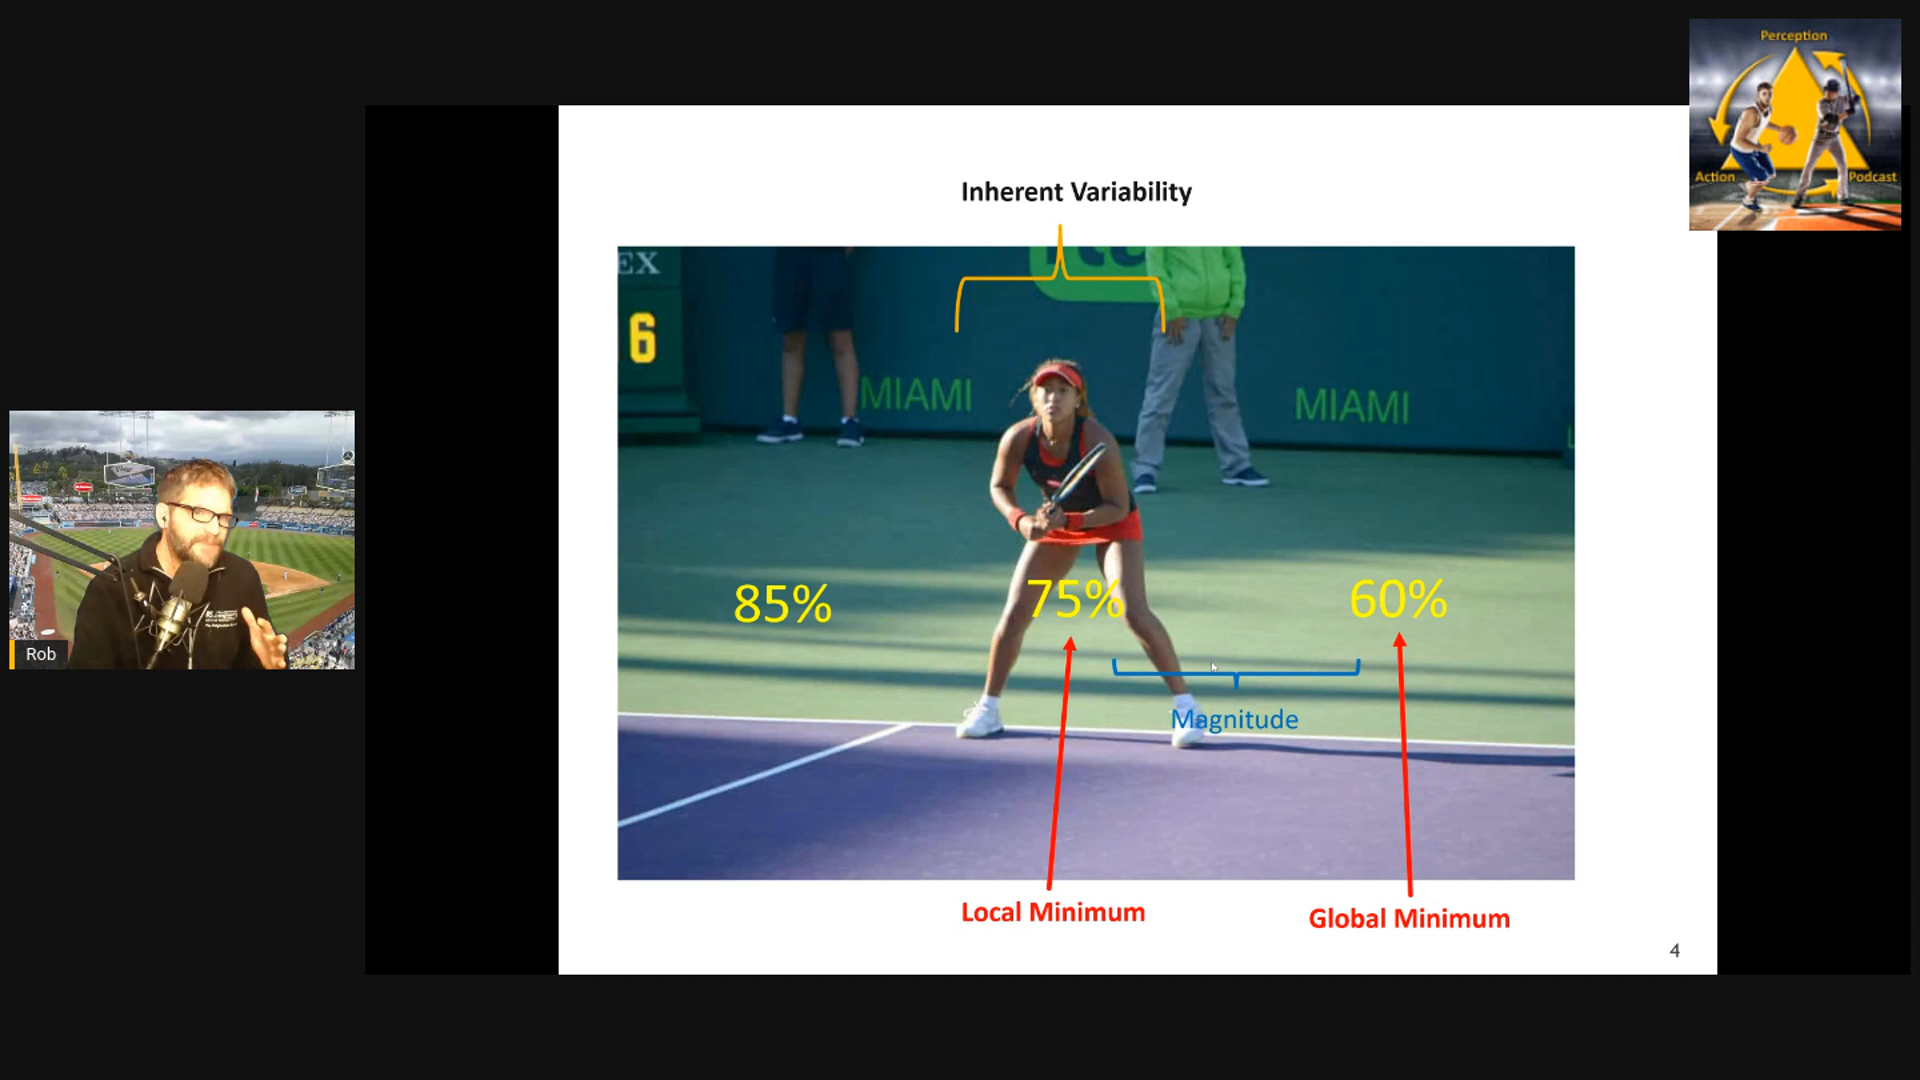 Perception
Action
Podcast
Inherent Variability
EX
6
MIAMI
MIAMI
85%
75%
60%
Magnitude
Rob
Local Minimum
Global Minimum
4